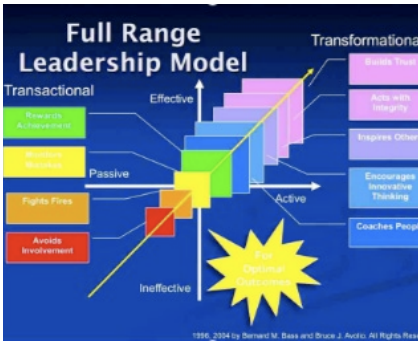 Full Range
Leadership Model
Transactional
Transformational
Effective
Builds Trust
Acts with
Integrity
Rewards
Achievement
Monitors
Mistakes
Inspires Other
Passive
Active
Encourages
Innovative
Thinking
Fights Fires
Coaches People
Avoids
Involvement
For
Optimal
Outcomes
Ineffective
1996, 2004 by Bernard M. Bass and Bruce J. Avolio. All Rights Rese